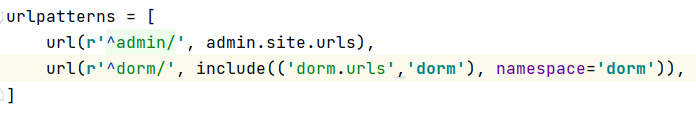 urlpatterns = [
    url(r'^admin/', admin.site.urls),
    url(r'^dorm/', include(('dorm.urls','dorm'), namespace='dorm')),
]